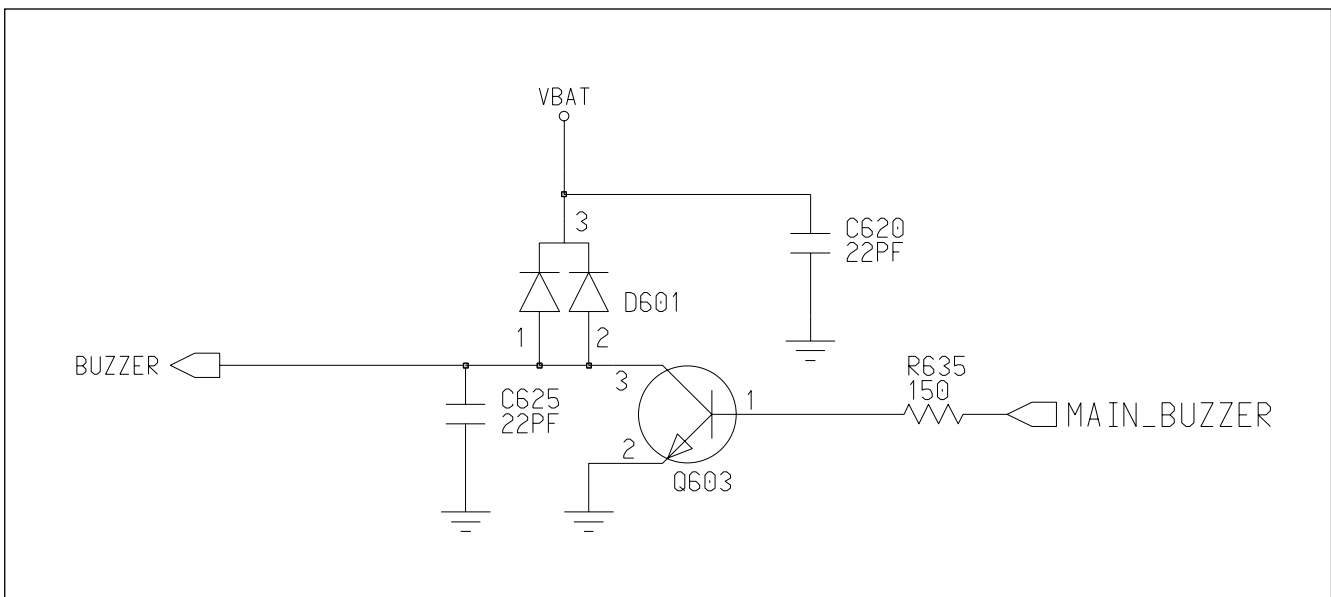 VBAT
3
C620
22PF
D601
1
2
BUZZER
3
R635
150
C625
22PF
1
MAIN_BUZZER
2
Q603